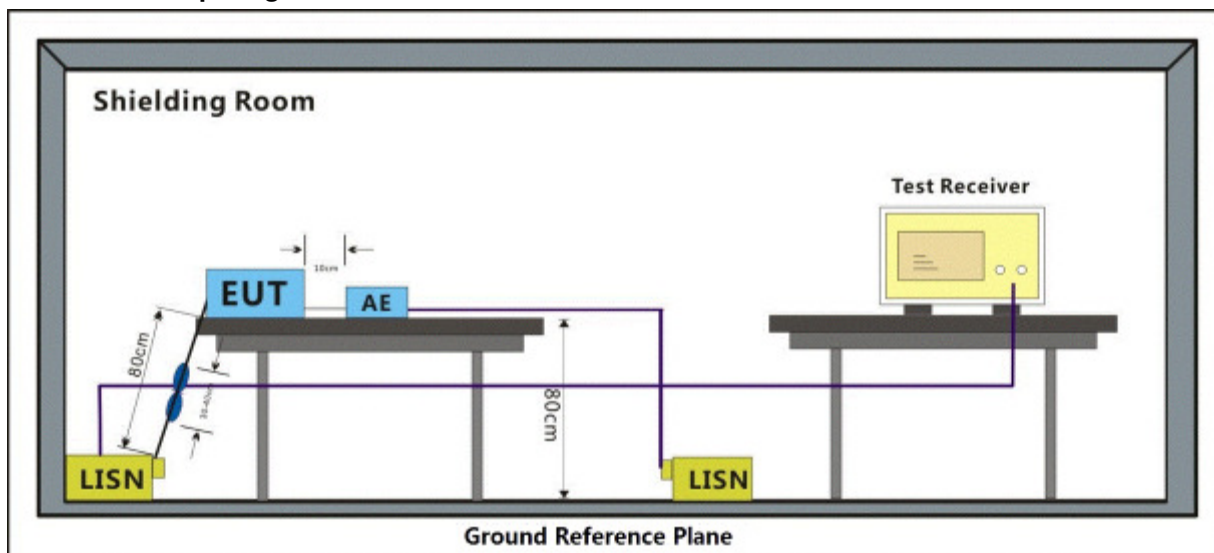 Shielding Room
Test Receiver
10cm
EUT
AE
80cm
80cm
LISN
LISN
Ground Reference Plane